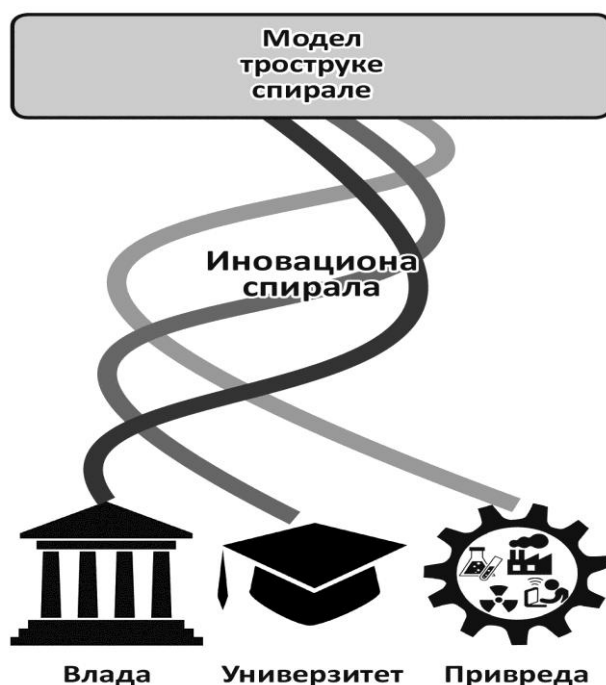 Модел
троструке
спирале
Иновациона
спирала
Влада
Универзитет
Привреда